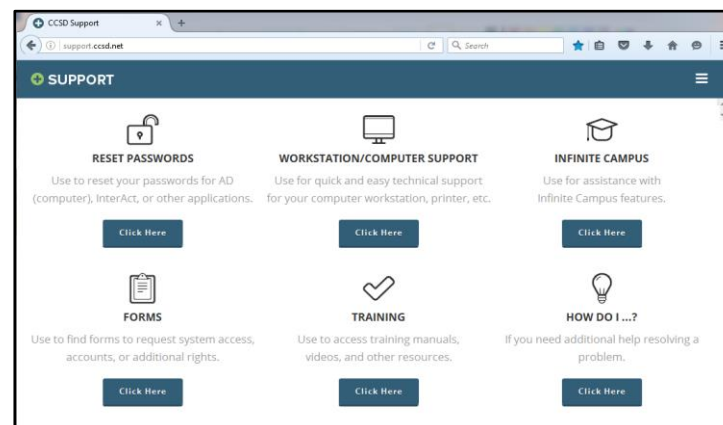 CCSD Support
support.ccsd.net
Search
SUPPORT
RESET PASSWORDS
Use to reset your passwords for AD
(computer), InterAct, or other applications.
Click Here
WORKSTATION/COMPUTER SUPPORT
Use for quick and easy technical support
for your computer workstation, printer, etc.
Click Here
INFINITE CAMPUS
Use for assistance with
Infinite Campus features.
Click Here
FORMS
Use to find forms to request system access,
accounts, or additional rights.
Click Here
TRAINING
Use to access training manuals,
videos, and other resources.
Click Here
HOW DO I ...?
If you need additional help resolving a
problem.
Click Here